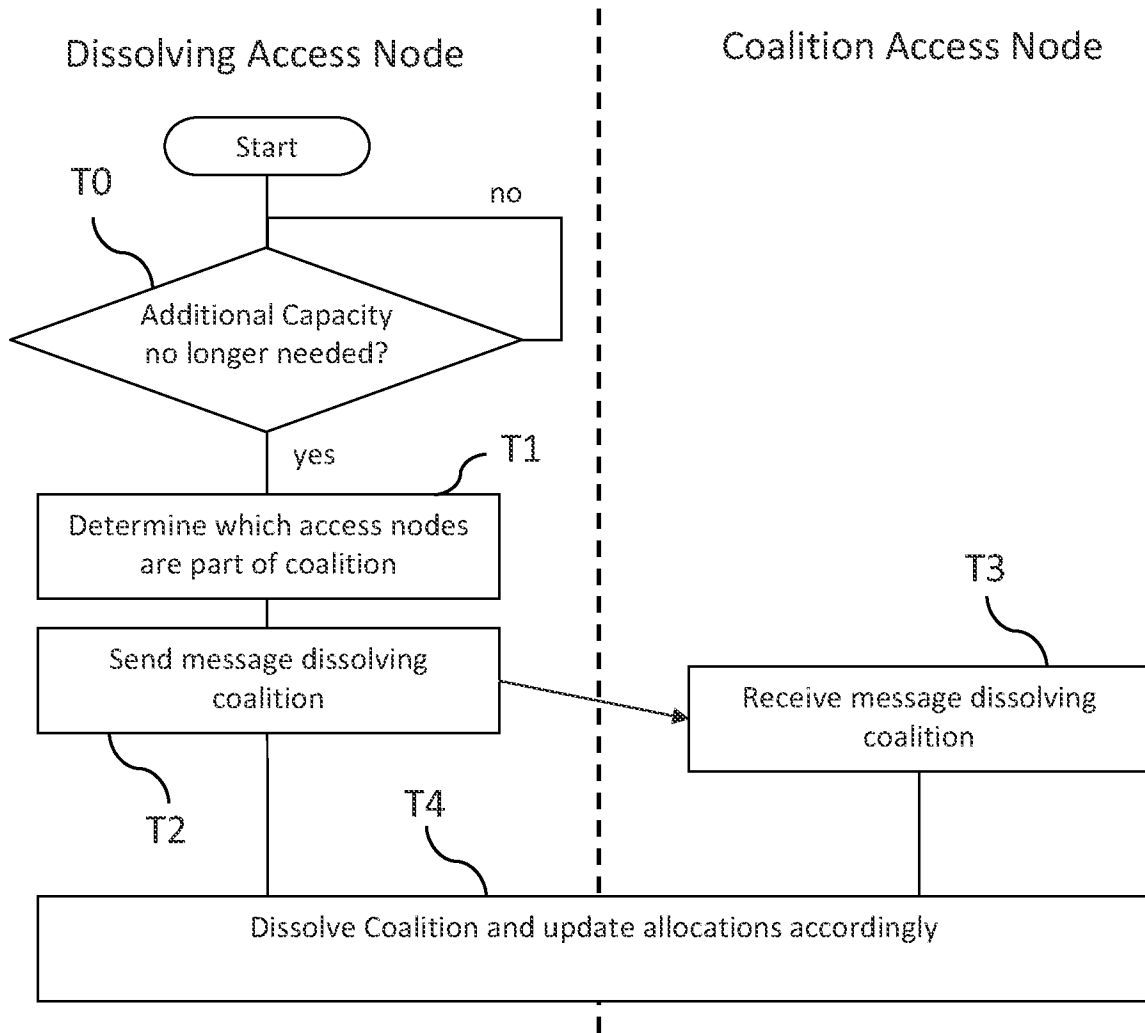 Dissolving Access Node
Coalition Access Node
Start
T0
no
Additional Capacity
no longer needed?
yes
T1
Determine which access nodes
are part of coalition
T3
Send message dissolving
coalition
Receive message dissolving
coalition
T2
T4
Dissolve Coalition and update allocations accordingly